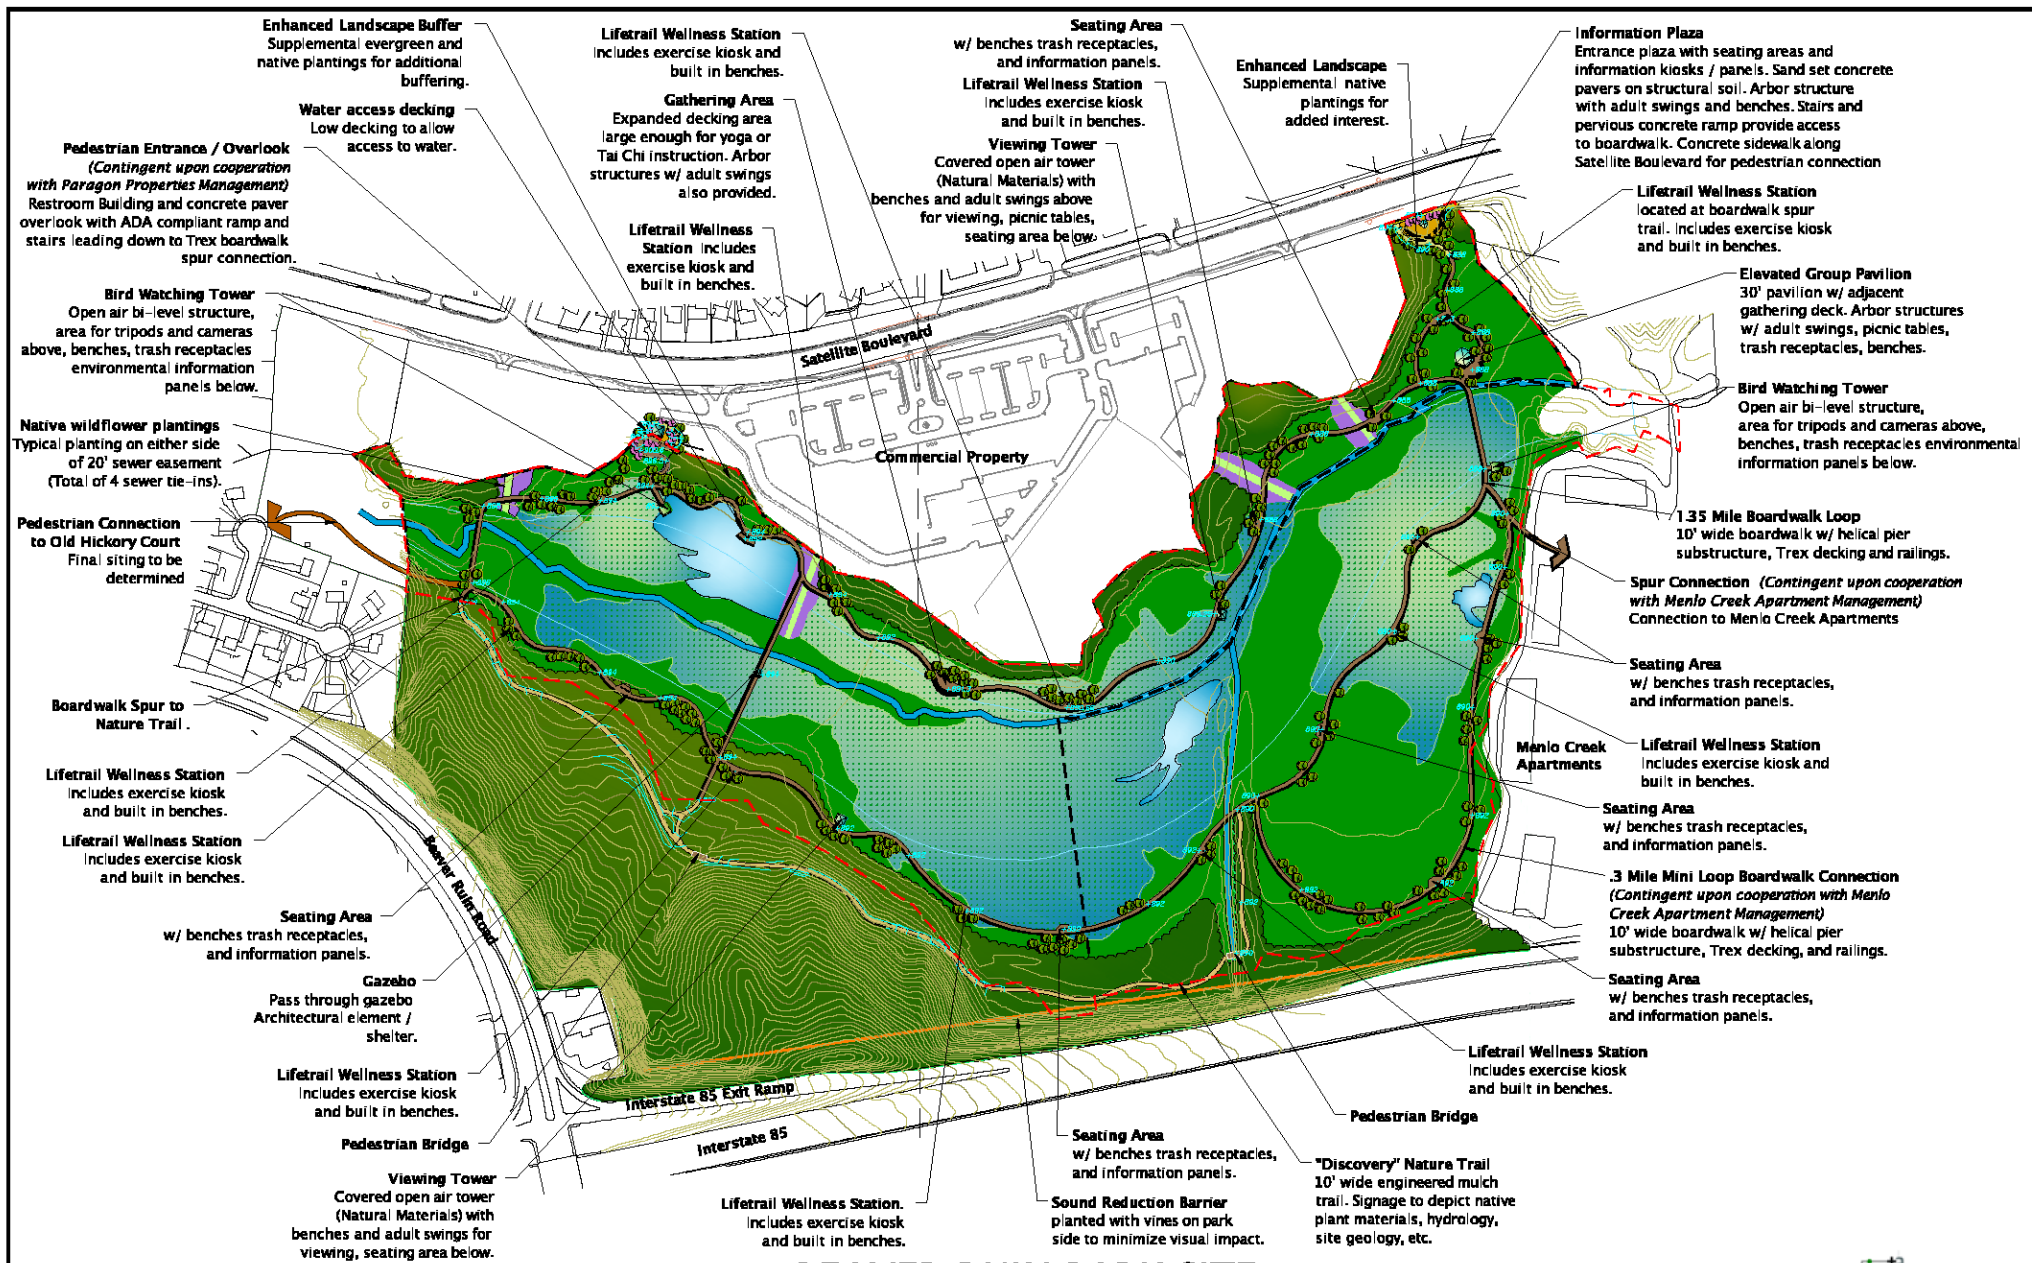 Enhanced Landscape Buffer
Supplemental evergreen and
native plantings for additional
buffering.
Water access decking
Low decking to allow
access to water.
Pedestrian Entrance / Overlook
(Contingent upon cooperation
with Paragon Properties Management)
Restroom Building and concrete paver
overlook with ADA compliant ramp and
stairs leading down to Trex boardwalk
spur connection.
Bird Watching Tower
Open air bi-level structure,
area for tripods and cameras
above, benches, trash receptacles
environmental information
panels below.
Native wildflower plantings
Typical planting on either side
of 20' sewer easement
(Total of 4 sewer tie-ins).
Pedestrian Connection
to Old Hickory Court
Final siting to be
determined
Boardwalk Spur to
Nature Trail .
Lifetrail Wellness Station
Includes exercise kiosk
and built in benches.
Lifetrail Wellness Station
Includes exercise kiosk
and built in benches.
Seating Area
w/ benches trash receptacles,
and information panels.
Gazebo
Pass through gazebo
Architectural element /
shelter.
Lifetrail Wellness Station
Includes exercise kiosk
and built in benches.
Pedestrian Bridge
Viewing Tower
Covered open air tower
(Natural Materials) with
benches and adult swings for
viewing, seating area below.
Lifetrail Wellness Station
Includes exercise kiosk and
built in benches.
Gathering Area
Expanded decking area
large enough for yoga or
Tai Chi instruction. Arbor
structures w/ adult swings
also provided.
Lifetrail Wellness
Station Includes
exercise kiosk and
built in benches.
Seating Area
w/ benches trash receptacles,
and information panels.
Lifetrail Wellness Station
Includes exercise kiosk
and built in benches.
Viewing Tower
Covered open air tower
(Natural Materials) with
benches and adult swings above
for viewing, picnic tables,
seating area below.
Enhanced Landscape
Supplemental native
plantings for
added interest.
Information Plaza
Entrance plaza with seating areas and
information kiosks / panels. Sand set concrete
pavers on structural soil. Arbor structure
with adult swings and benches. Stairs and
pervious concrete ramp provide access
to boardwalk. Concrete sidewalk along
Satellite Boulevard for pedestrian connection
Lifetrail Wellness Station
located at boardwalk spur
trail. Includes exercise kiosk
and built in benches.
Elevated Group Pavilion
30' pavilion w/ adjacent
gathering deck. Arbor structures
w/ adult swings, picnic tables,
trash receptacles, benches.
Bird Watching Tower
Open air bi-level structure,
area for tripods and cameras above,
benches, trash receptacles environmental
information panels below.
1.35 Mile Boardwalk Loop
10' wide boardwalk w/ helical pier
substructure, Trex decking and railings.
Spur Connection (Contingent upon cooperation
with Menlo Creek Apartment Management)
Connection to Menlo Creek Apartments
Seating Area
w/ benches trash receptacles,
and information panels.
Lifetrail Wellness Station
Includes exercise kiosk and
built in benches.
Seating Area
w/ benches trash receptacles,
and information panels.
.3 Mile Mini Loop Boardwalk Connection
(Contingent upon cooperation with Menlo
Creek Apartment Management)
10' wide boardwalk w/ helical pier
substructure, Trex decking, and railings.
Seating Area
w/ benches trash receptacles,
and information panels.
Lifetrail Wellness Station
Includes exercise kiosk
and built in benches.
Pedestrian Bridge
"Discovery" Nature Trail
10' wide engineered mulch
trail. Signage to depict native
plant materials, hydrology,
site geology, etc.
Seating Area
w/ benches trash receptacles,
and information panels.
Sound Reduction Barrier
planted with vines on park
side to minimize visual impact.
Lifetrail Wellness Station.
Includes exercise kiosk
and built in benches.
Satellite Boulevard
Commercial Property
Menlo Creek
Apartments
Beaver Ruin Road
Interstate 85 Exit Ramp
Interstate 85